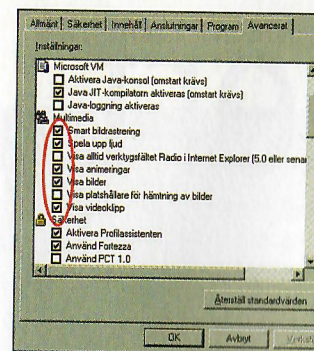 Allmänt Säkerhet Innehåll Anslutningar Program Avancerat
Inställningar:
Microsoft VM
Aktivera Java-konsol (omstart krävs)
Java JIT-kompilatorn aktiveras (omstart krävs)
Java-loggning aktiveras
Multimedia
Smart bildrastrering
Spela upp ljud
Visa alltid verktygsfältet Radio i Internet Explorer (5.0 eller senar
Visa animeringar
Visa bilder
Visa platshållare för hämtning av bilder
Visa videoklipp
Säkerhet
Aktivera Profilassistenten
Använd Fortezza
Använd PCT 1.0
Återställ standardvärden
OK Avbryt